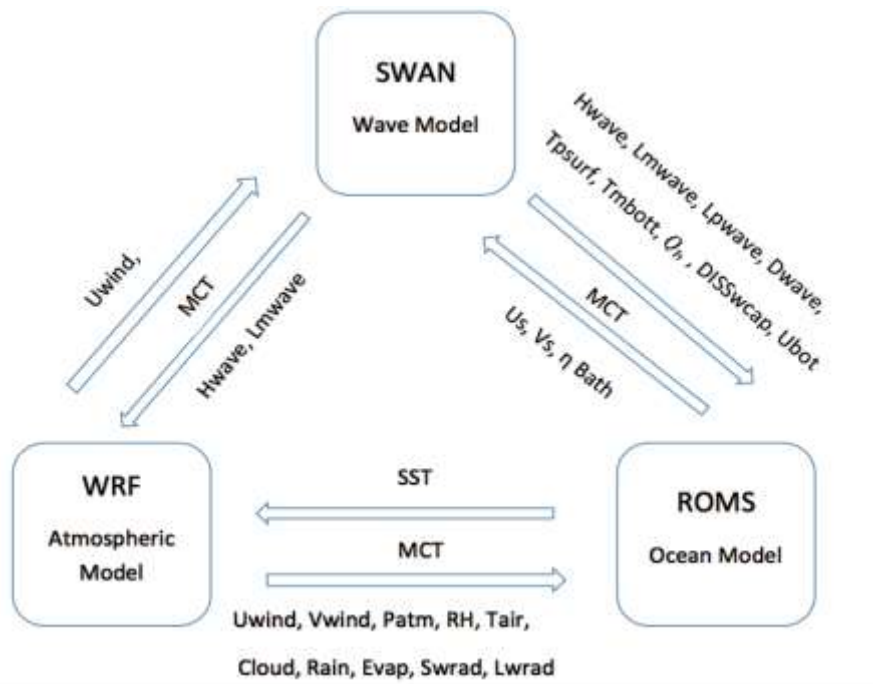 SWAN
Wave Model
Hwave, Lmwave, Lpwave, Dwave,
Tpsurf, Tmbott, Qₕ , DISSwcap, Ubot
Uwind,
MCT
Hwave, Lmwave
MCT
Us, Vs, η Bath
WRF
Atmospheric
Model
SST
MCT
ROMS
Ocean Model
Uwind, Vwind, Patm, RH, Tair,
Cloud, Rain, Evap, Swrad, Lwrad